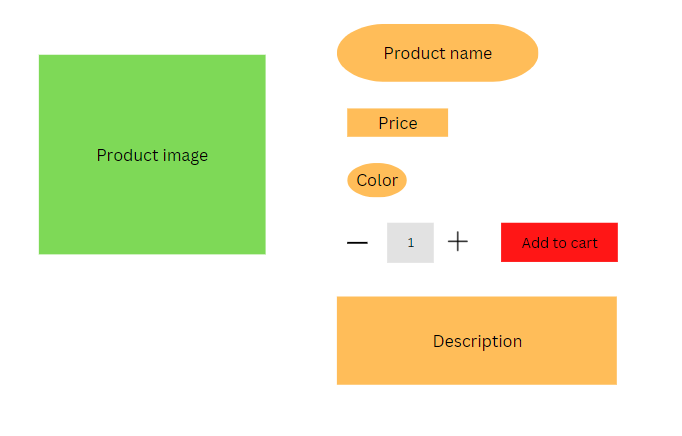 Product image
Product name
Price
Color
1
Add to cart
Description